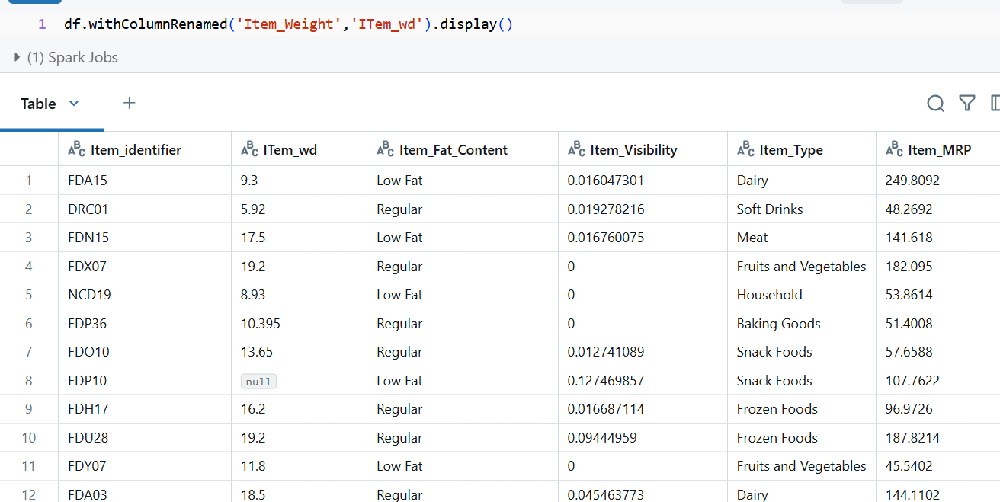 1 df.withColumnRenamed('Item_Weight','ITem_wd').display()
(1) Spark Jobs
Table +
ABC Item_identifier ABC ITem_wd ABC Item_Fat_Content ABC Item_Visibility ABC Item_Type ABC Item_MRP
1 FDA15 9.3 Low Fat 0.016047301 Dairy 249.8092
2 DRC01 5.92 Regular 0.019278216 Soft Drinks 48.2692
3 FDN15 17.5 Low Fat 0.016760075 Meat 141.618
4 FDX07 19.2 Regular 0 Fruits and Vegetables 182.095
5 NCD19 8.93 Low Fat 0 Household 53.8614
6 FDP36 10.395 Regular 0 Baking Goods 51.4008
7 FDO10 13.65 Regular 0.012741089 Snack Foods 57.6588
8 FDP10 null Low Fat 0.127469857 Snack Foods 107.7622
9 FDH17 16.2 Regular 0.016687114 Frozen Foods 96.9726
10 FDU28 19.2 Regular 0.09444959 Frozen Foods 187.8214
11 FDY07 11.8 Low Fat 0 Fruits and Vegetables 45.5402
12 FDA03 18.5 Regular 0.045463773 Dairy 144.1102